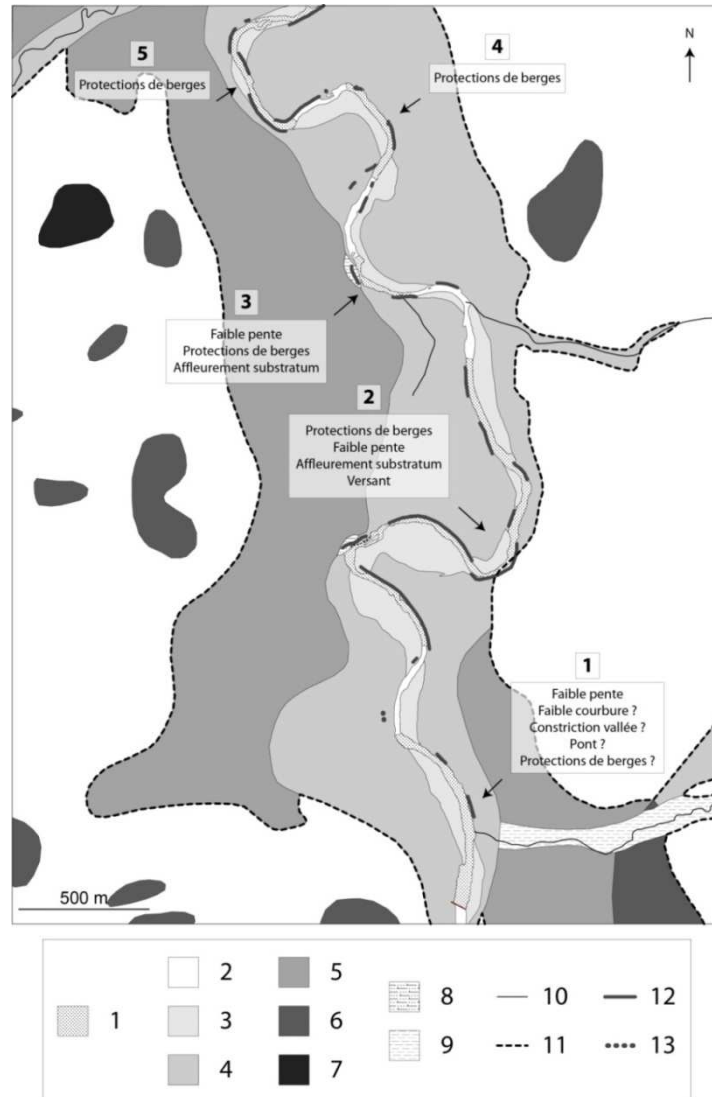 5
Protections de berges
4
Protections de berges
N
3
Faible pente
Protections de berges
Affleurement substratum
2
Protections de berges
Faible pente
Affleurement substratum
Versant
1
Faible pente
Faible courbure ?
Constriction vallée ?
Pont ?
Protections de berges ?
500 m
1
2
3
4
5
6
7
8
9
10
11
12
13